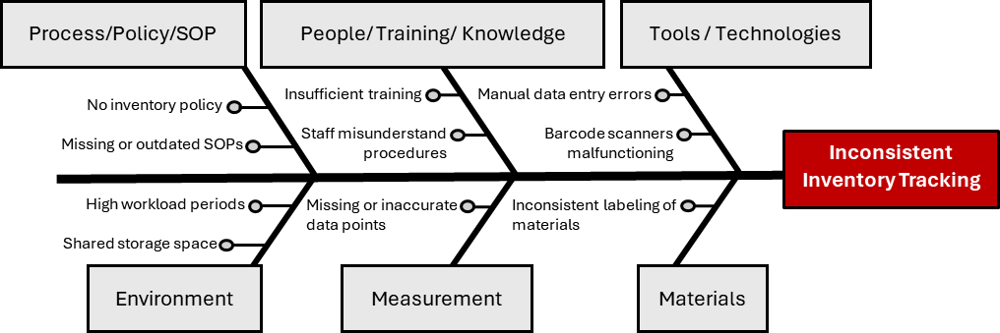 Process/Policy/SOP
People/Training/ Knowledge
Tools / Technologies
No inventory policy
Missing or outdated SOPs
Insufficient training
Staff misunderstand
procedures
Manual data entry errors
Barcode scanners
malfunctioning
Inconsistent
Inventory Tracking
High workload periods
Shared storage space
Missing or inaccurate
data points
Inconsistent labeling of
materials
Environment
Measurement
Materials